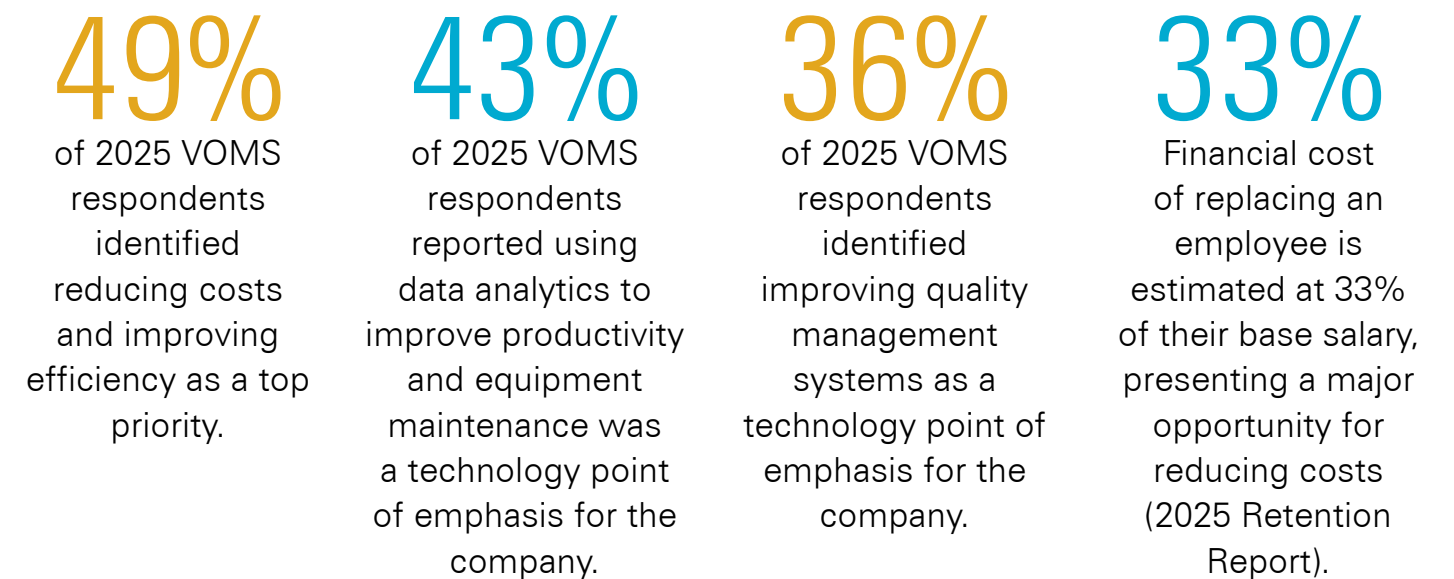 49%
of 2025 VOMS
respondents
identified
reducing costs
and improving
efficiency as a top
priority.
43%
of 2025 VOMS
respondents
reported using
data analytics to
improve productivity
and equipment
maintenance was
a technology point
of emphasis for the
company.
36%
of 2025 VOMS
respondents
identified
improving quality
management
systems as a
technology point of
emphasis for the
company.
33%
Financial cost
of replacing an
employee is
estimated at 33%
of their base salary,
presenting a major
opportunity for
reducing costs
(2025 Retention
Report).